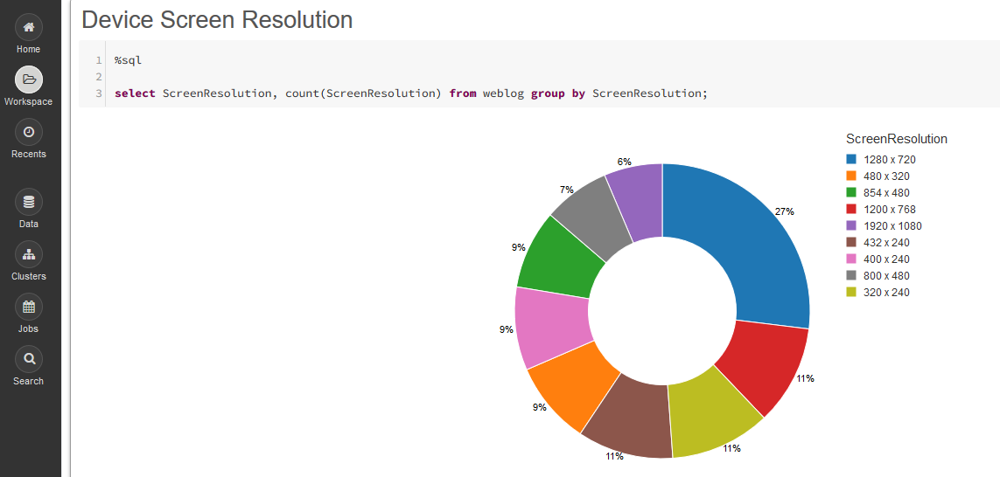 Home
Workspace
Recents
Data
Clusters
Jobs
Search
Device Screen Resolution
1 %sql
2
3 select ScreenResolution, count(ScreenResolution) from weblog group by ScreenResolution;
6%
7%
27%
9%
9%
9%
11%
11%
11%
ScreenResolution
1280 x 720
480 x 320
854 x 480
1200 x 768
1920 x 1080
432 x 240
400 x 240
800 x 480
320 x 240